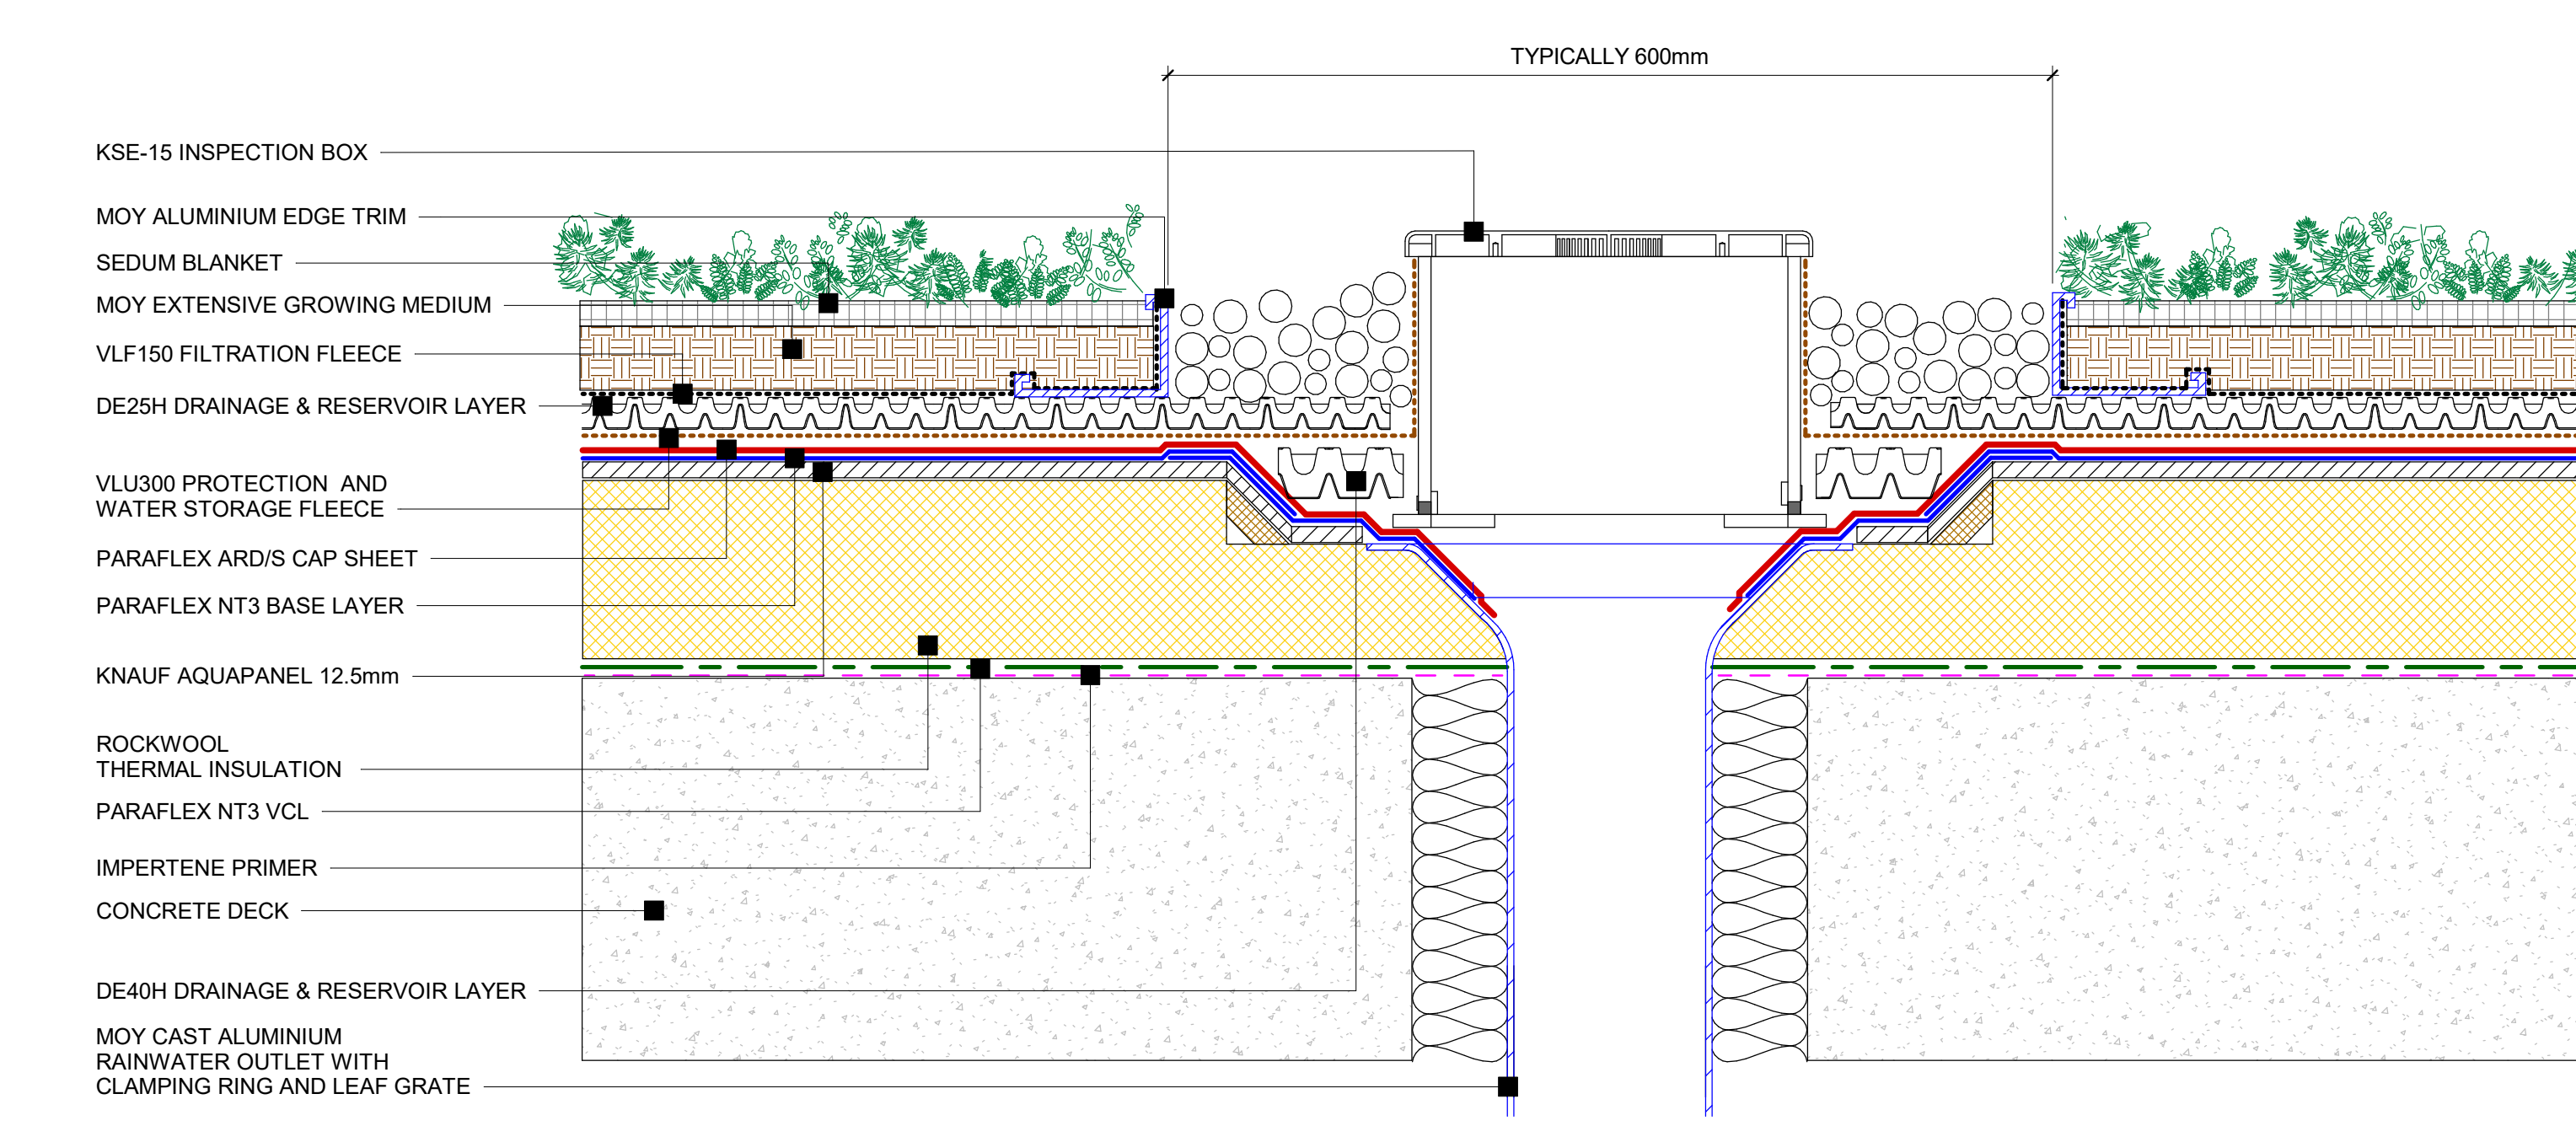 TYPICALLY 600mm
KSE-15 INSPECTION BOX
MOY ALUMINIUM EDGE TRIM
SEDUM BLANKET
MOY EXTENSIVE GROWING MEDIUM
VLF150 FILTRATION FLEECE
DE25H DRAINAGE & RESERVOIR LAYER
VLU300 PROTECTION AND
WATER STORAGE FLEECE
PARAFLEX ARD/S CAP SHEET
PARAFLEX NT3 BASE LAYER
KNAUF AQUAPANEL 12.5mm
ROCKWOOL
THERMAL INSULATION
PARAFLEX NT3 VCL
IMPERTENE PRIMER
CONCRETE DECK
DE40H DRAINAGE & RESERVOIR LAYER
MOY CAST ALUMINIUM
RAINWATER OUTLET WITH
CLAMPING RING AND LEAF GRATE